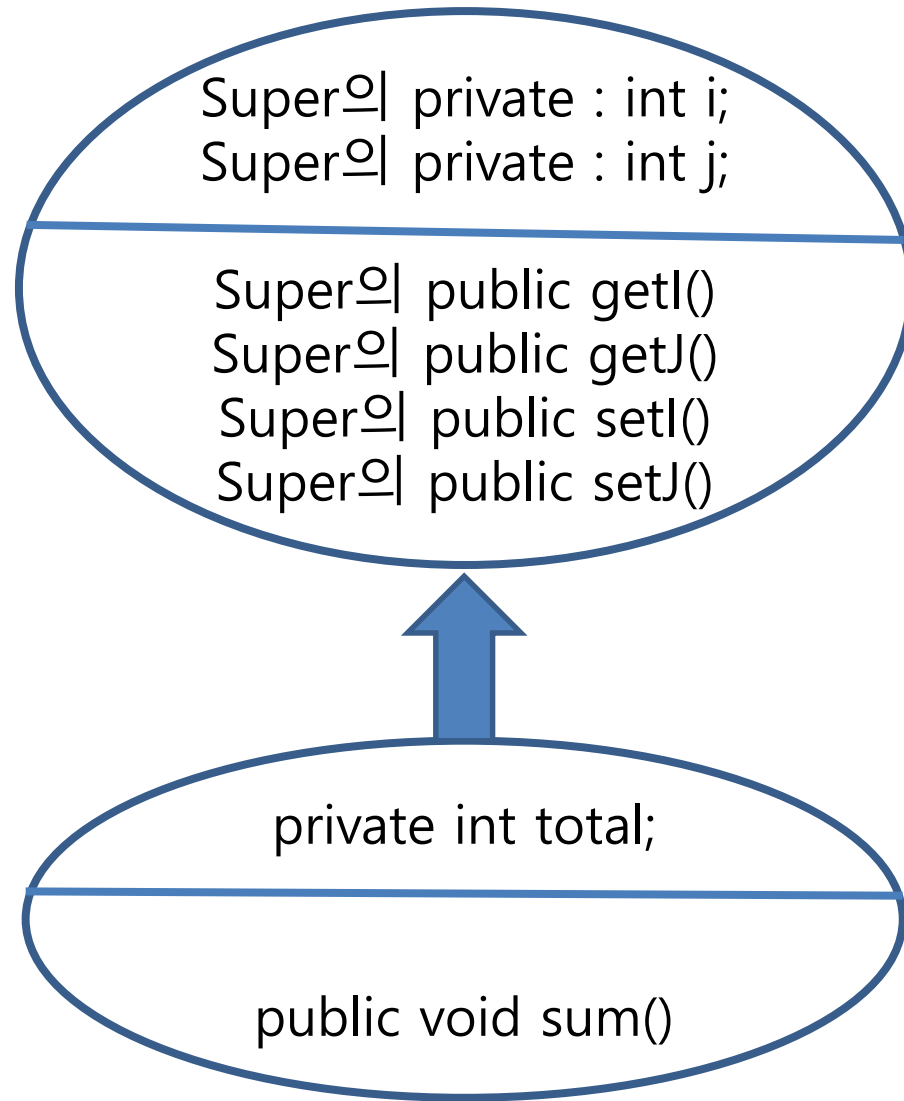 Super의 private : int i;
Super의 private : int j;
Super의 public getI()
Super의 public getJ()
Super의 public setI()
Super의 public setJ()
private int total;
public void sum()